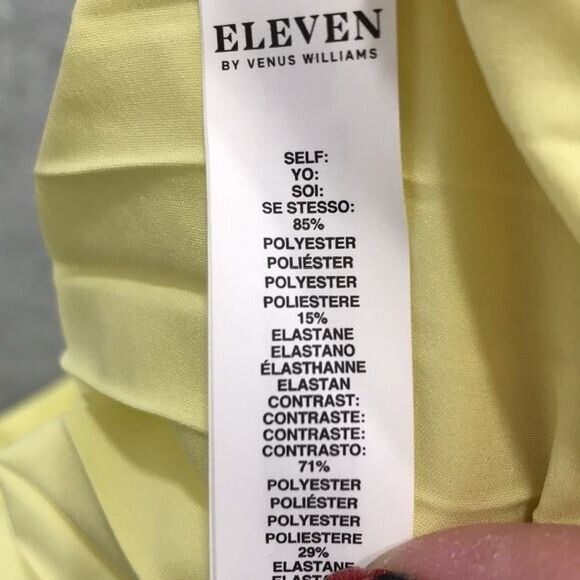 ELEVEN
BY VENUS WILLIAMS
SELF:
YO:
SOI:
SE STESSO:
85%
POLYESTER
POLIÉSTER
POLYESTER
POLIESTERE
15%
ELASTANE
ELASTANO
ÉLASTHANNE
ELASTAN
CONTRAST:
CONTRASTE:
CONTRASTE:
CONTRASTO:
71%
POLYESTER
POLIÉSTER
POLYESTER
POLIESTERE
29%
ELASTANE